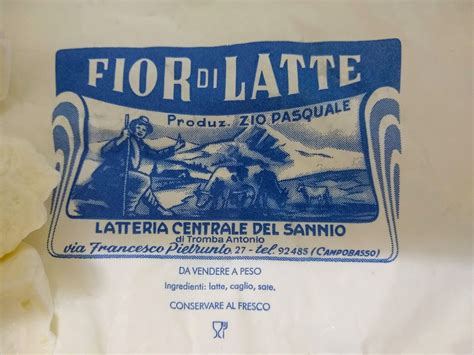 FIOR DI LATTE
Produz. ZIO PASQUALE
LATTERIA CENTRALE DEL SANNIO
di Tromba Antonio
via Francesco Pietrunto, 27 - tel. 92485 (CAMPOBASSO)
DA VENDERE A PESO
Ingredienti: latte, caglio, sale.
CONSERVARE AL FRESCO